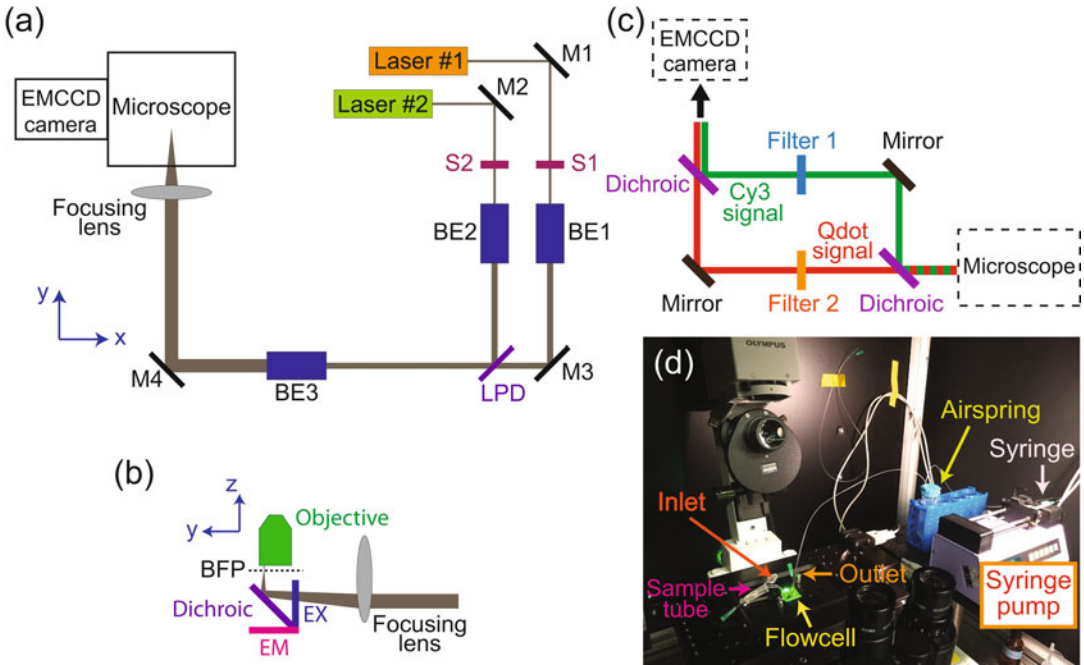 (a)
Laser #1
M1
M2
Laser #2
EMCCD
camera
Microscope
S2
S1
Focusing
lens
BE2
BE1
y
x
M4
BE3
LPD
M3
(b)
z
y
Objective
BFP
Dichroic
EX
EM
Focusing
lens
(c)
EMCCD
camera
Filter 1
Mirror
Dichroic
Cy3
signal
Qdot
signal
Microscope
Mirror
Filter 2
Dichroic
(d)
OLYMPUS
Airspring
Syringe
Inlet
Outlet
Sample
tube
Flowcell
Syringe
pump